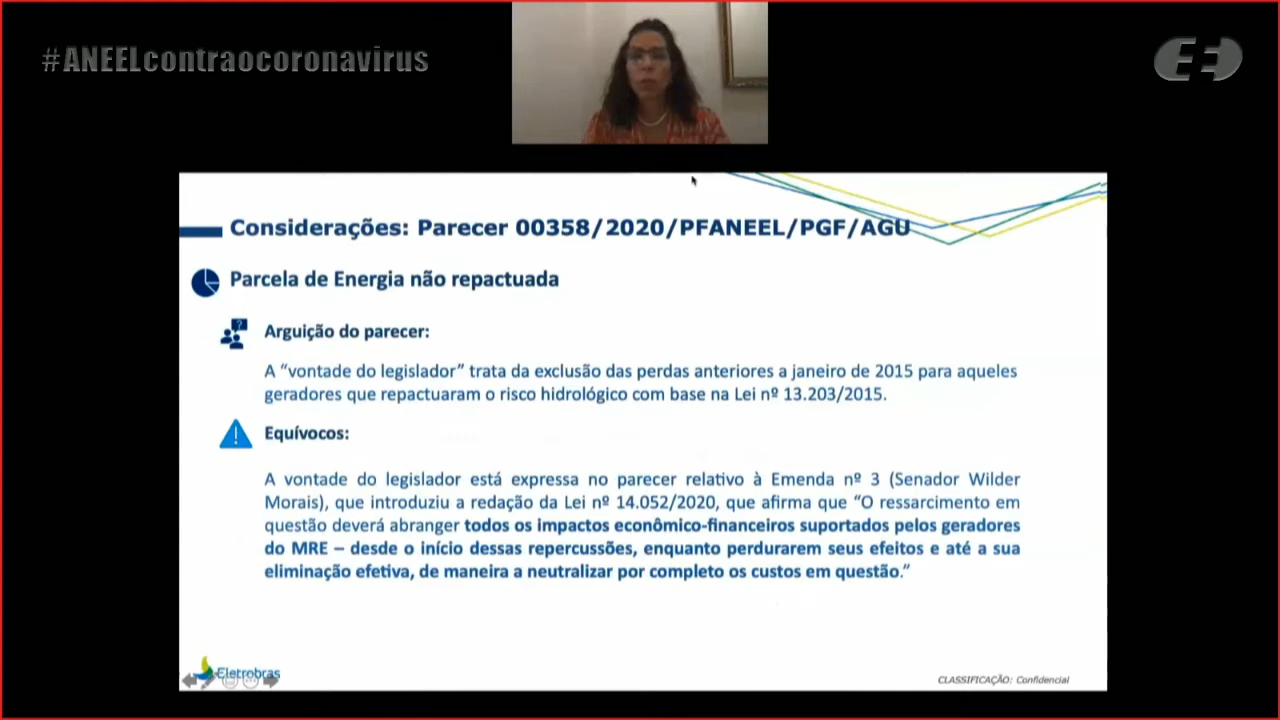 #ANEELcontraocoronavirus
Considerações: Parecer 00358/2020/PFANEEL/PGF/AGU
Parcela de Energia não repactuada
Arguição do parecer:
A “vontade do legislador” trata da exclusão das perdas anteriores a janeiro de 2015 para aqueles
geradores que repactuaram o risco hidrológico com base na Lei nº 13.203/2015.
Equívocos:
A vontade do legislador está expressa no parecer relativo à Emenda nº 3 (Senador Wilder
Morais), que introduziu a redação da Lei nº 14.052/2020, que afirma que “O ressarcimento em
questão deverá abranger todos os impactos econômico-financeiros suportados pelos geradores
do MRE – desde o início dessas repercussões, enquanto perdurarem seus efeitos e até a sua
eliminação efetiva, de maneira a neutralizar por completo os custos em questão.”
Eletrobras
CLASSIFICAÇÃO: Confidencial